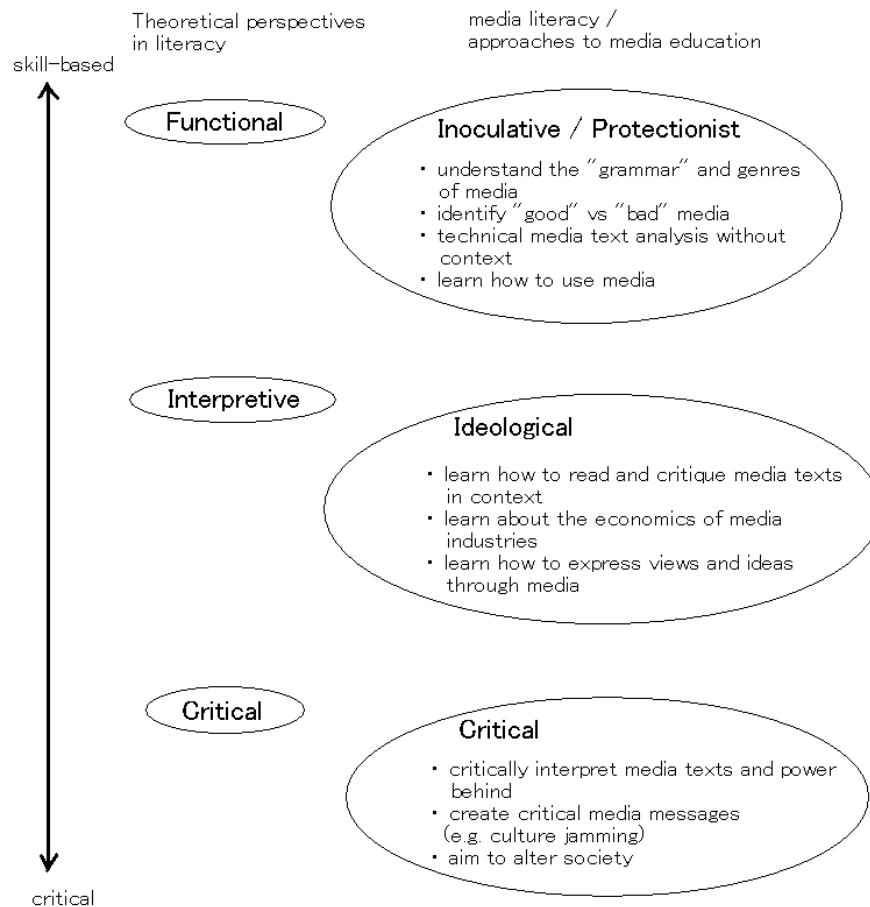 Theoretical perspectives
in literacy
media literacy /
approaches to media education
skill-based
Functional
Inoculative / Protectionist
・ understand the "grammar" and genres
of media
・ identify "good" vs "bad" media
・ technical media text analysis without
context
・ learn how to use media
Interpretive
Ideological
・ learn how to read and critique media texts
in context
・ learn about the economics of media
industries
・ learn how to express views and ideas
through media
Critical
Critical
・ critically interpret media texts and power
behind
・ create critical media messages
(e.g. culture jamming)
・ aim to alter society
critical